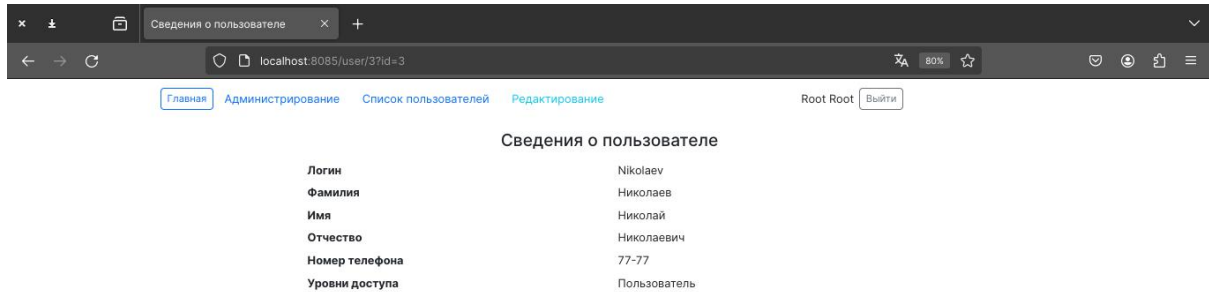 Сведения о пользователе
localhost:8085/user/3?id=3 80%
Главная Администрирование Список пользователей Редактирование Root Root Выйти
Сведения о пользователе
Логин Nikolaev
Фамилия Николаев
Имя Николай
Отчество Николаевич
Номер телефона 77-77
Уровни доступа Пользователь